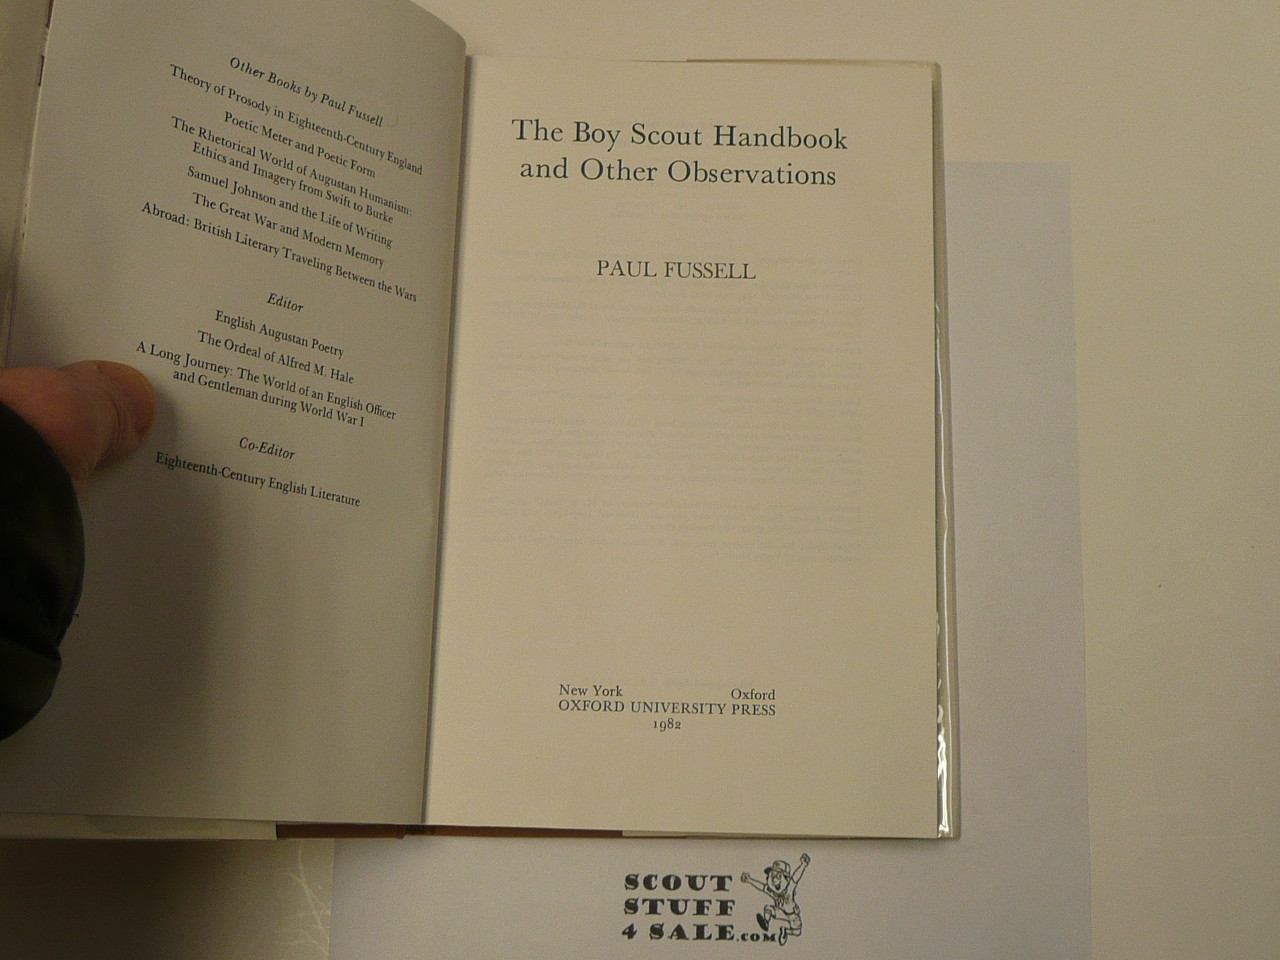 Other Books by Paul Fussell
Theory of Prosody in Eighteenth-Century England
Poetic Meter and Poetic Form
The Rhetorical World of Augustan Humanism:
Ethics and Imagery from Swift to Burke
Samuel Johnson and the Life of Writing
The Great War and Modern Memory
Abroad: British Literary Traveling Between the Wars
Editor
English Augustan Poetry
The Ordeal of Alfred M. Hale
A Long Journey: The World of an English Officer
and Gentleman during World War I
Co-Editor
Eighteenth-Century English Literature
The Boy Scout Handbook
and Other Observations
PAUL FUSSELL
New York Oxford
OXFORD UNIVERSITY PRESS
1982
SCOUT
STUFF
4 SALE.COM